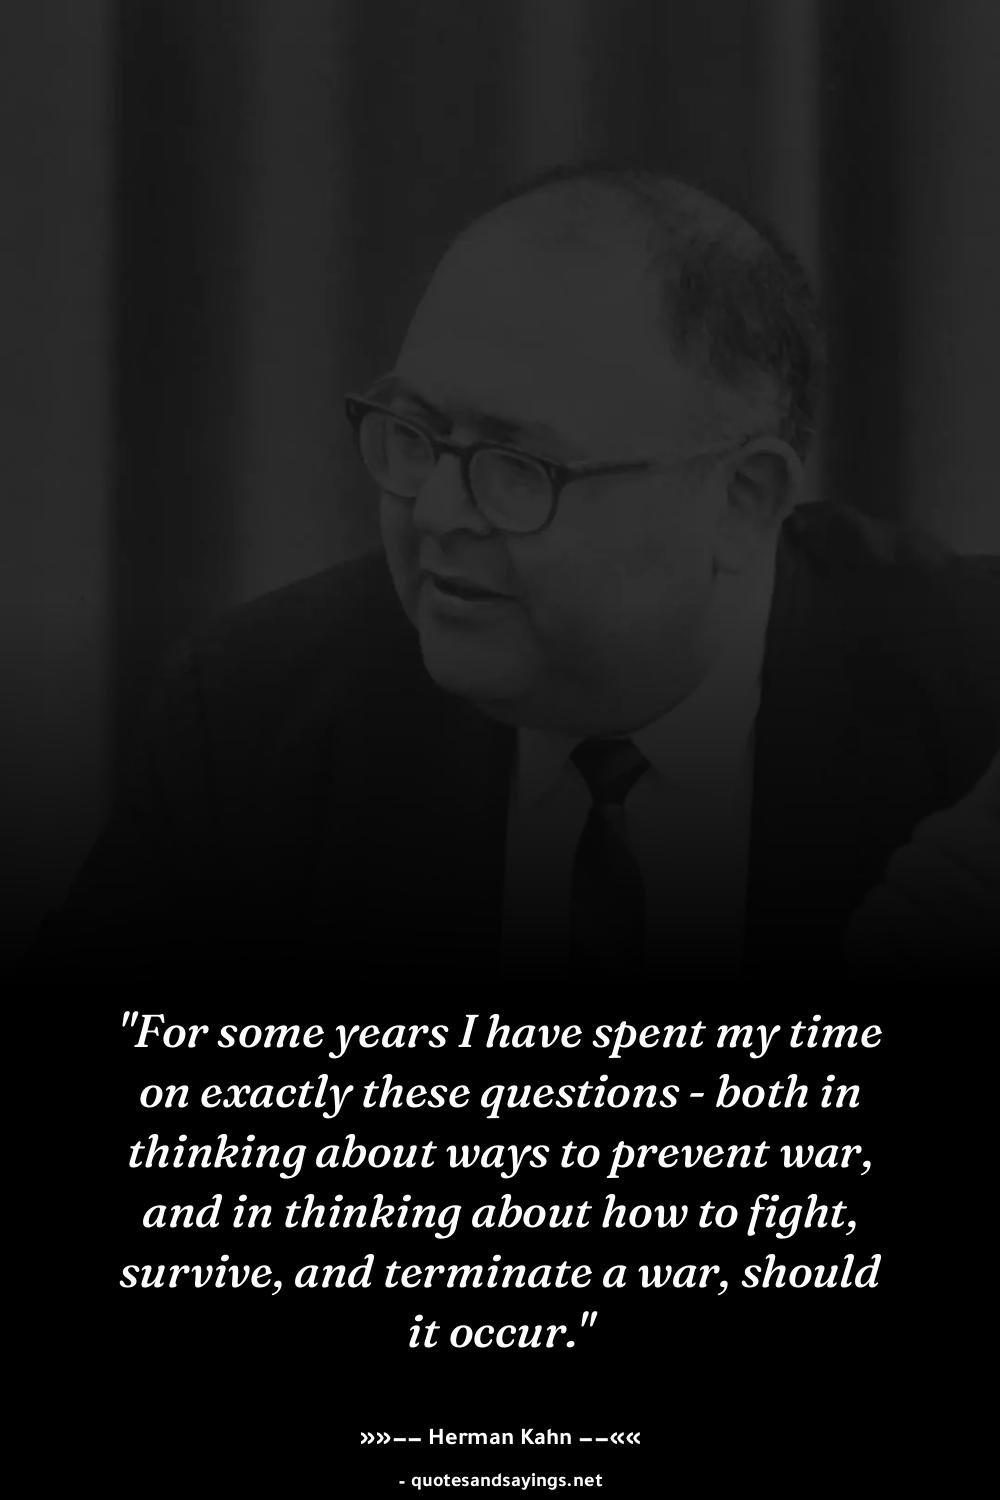 "For some years I have spent my time
on exactly these questions - both in
thinking about ways to prevent war,
and in thinking about how to fight,
survive, and terminate a war, should
it occur."
»»−− Herman Kahn −−««
- quotesandsayings.net